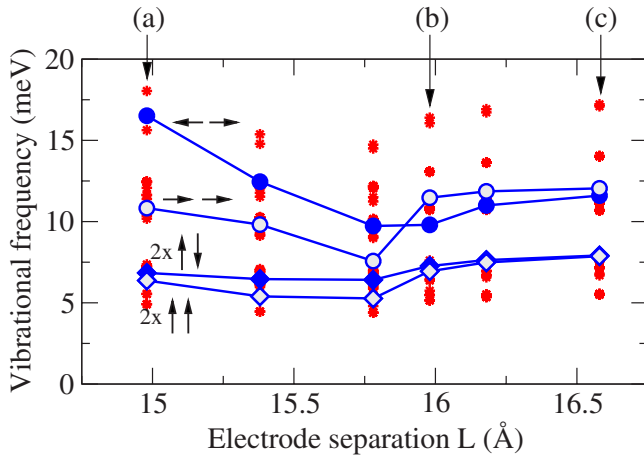 (a) (b) (c)
20
15
10
5
0
Vibrational frequency (meV)
2x
2x
15 15.5 16 16.5
Electrode separation L (Å)